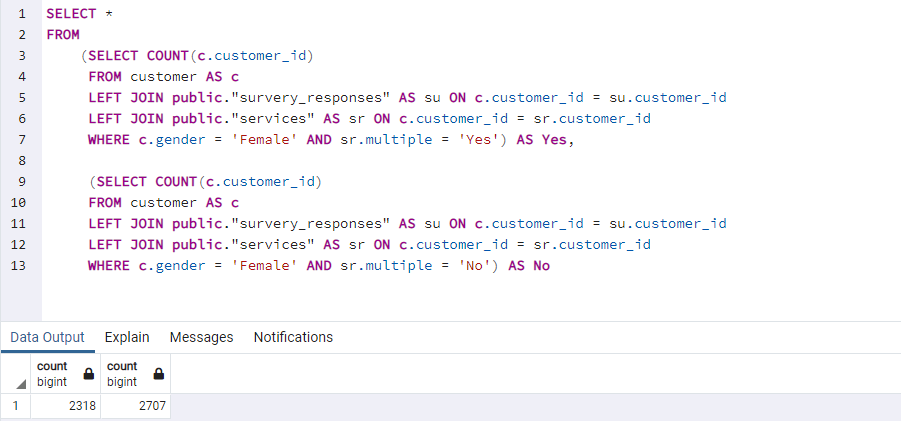 1 SELECT *
2 FROM
3 (SELECT COUNT(c.customer_id)
4 FROM customer AS c
5 LEFT JOIN public."survery_responses" AS su ON c.customer_id = su.customer_id
6 LEFT JOIN public."services" AS sr ON c.customer_id = sr.customer_id
7 WHERE c.gender = 'Female' AND sr.multiple = 'Yes') AS Yes,
8
9 (SELECT COUNT(c.customer_id)
10 FROM customer AS c
11 LEFT JOIN public."survery_responses" AS su ON c.customer_id = su.customer_id
12 LEFT JOIN public."services" AS sr ON c.customer_id = sr.customer_id
13 WHERE c.gender = 'Female' AND sr.multiple = 'No') AS No
Data Output Explain Messages Notifications
count count
bigint bigint
1 2318 2707